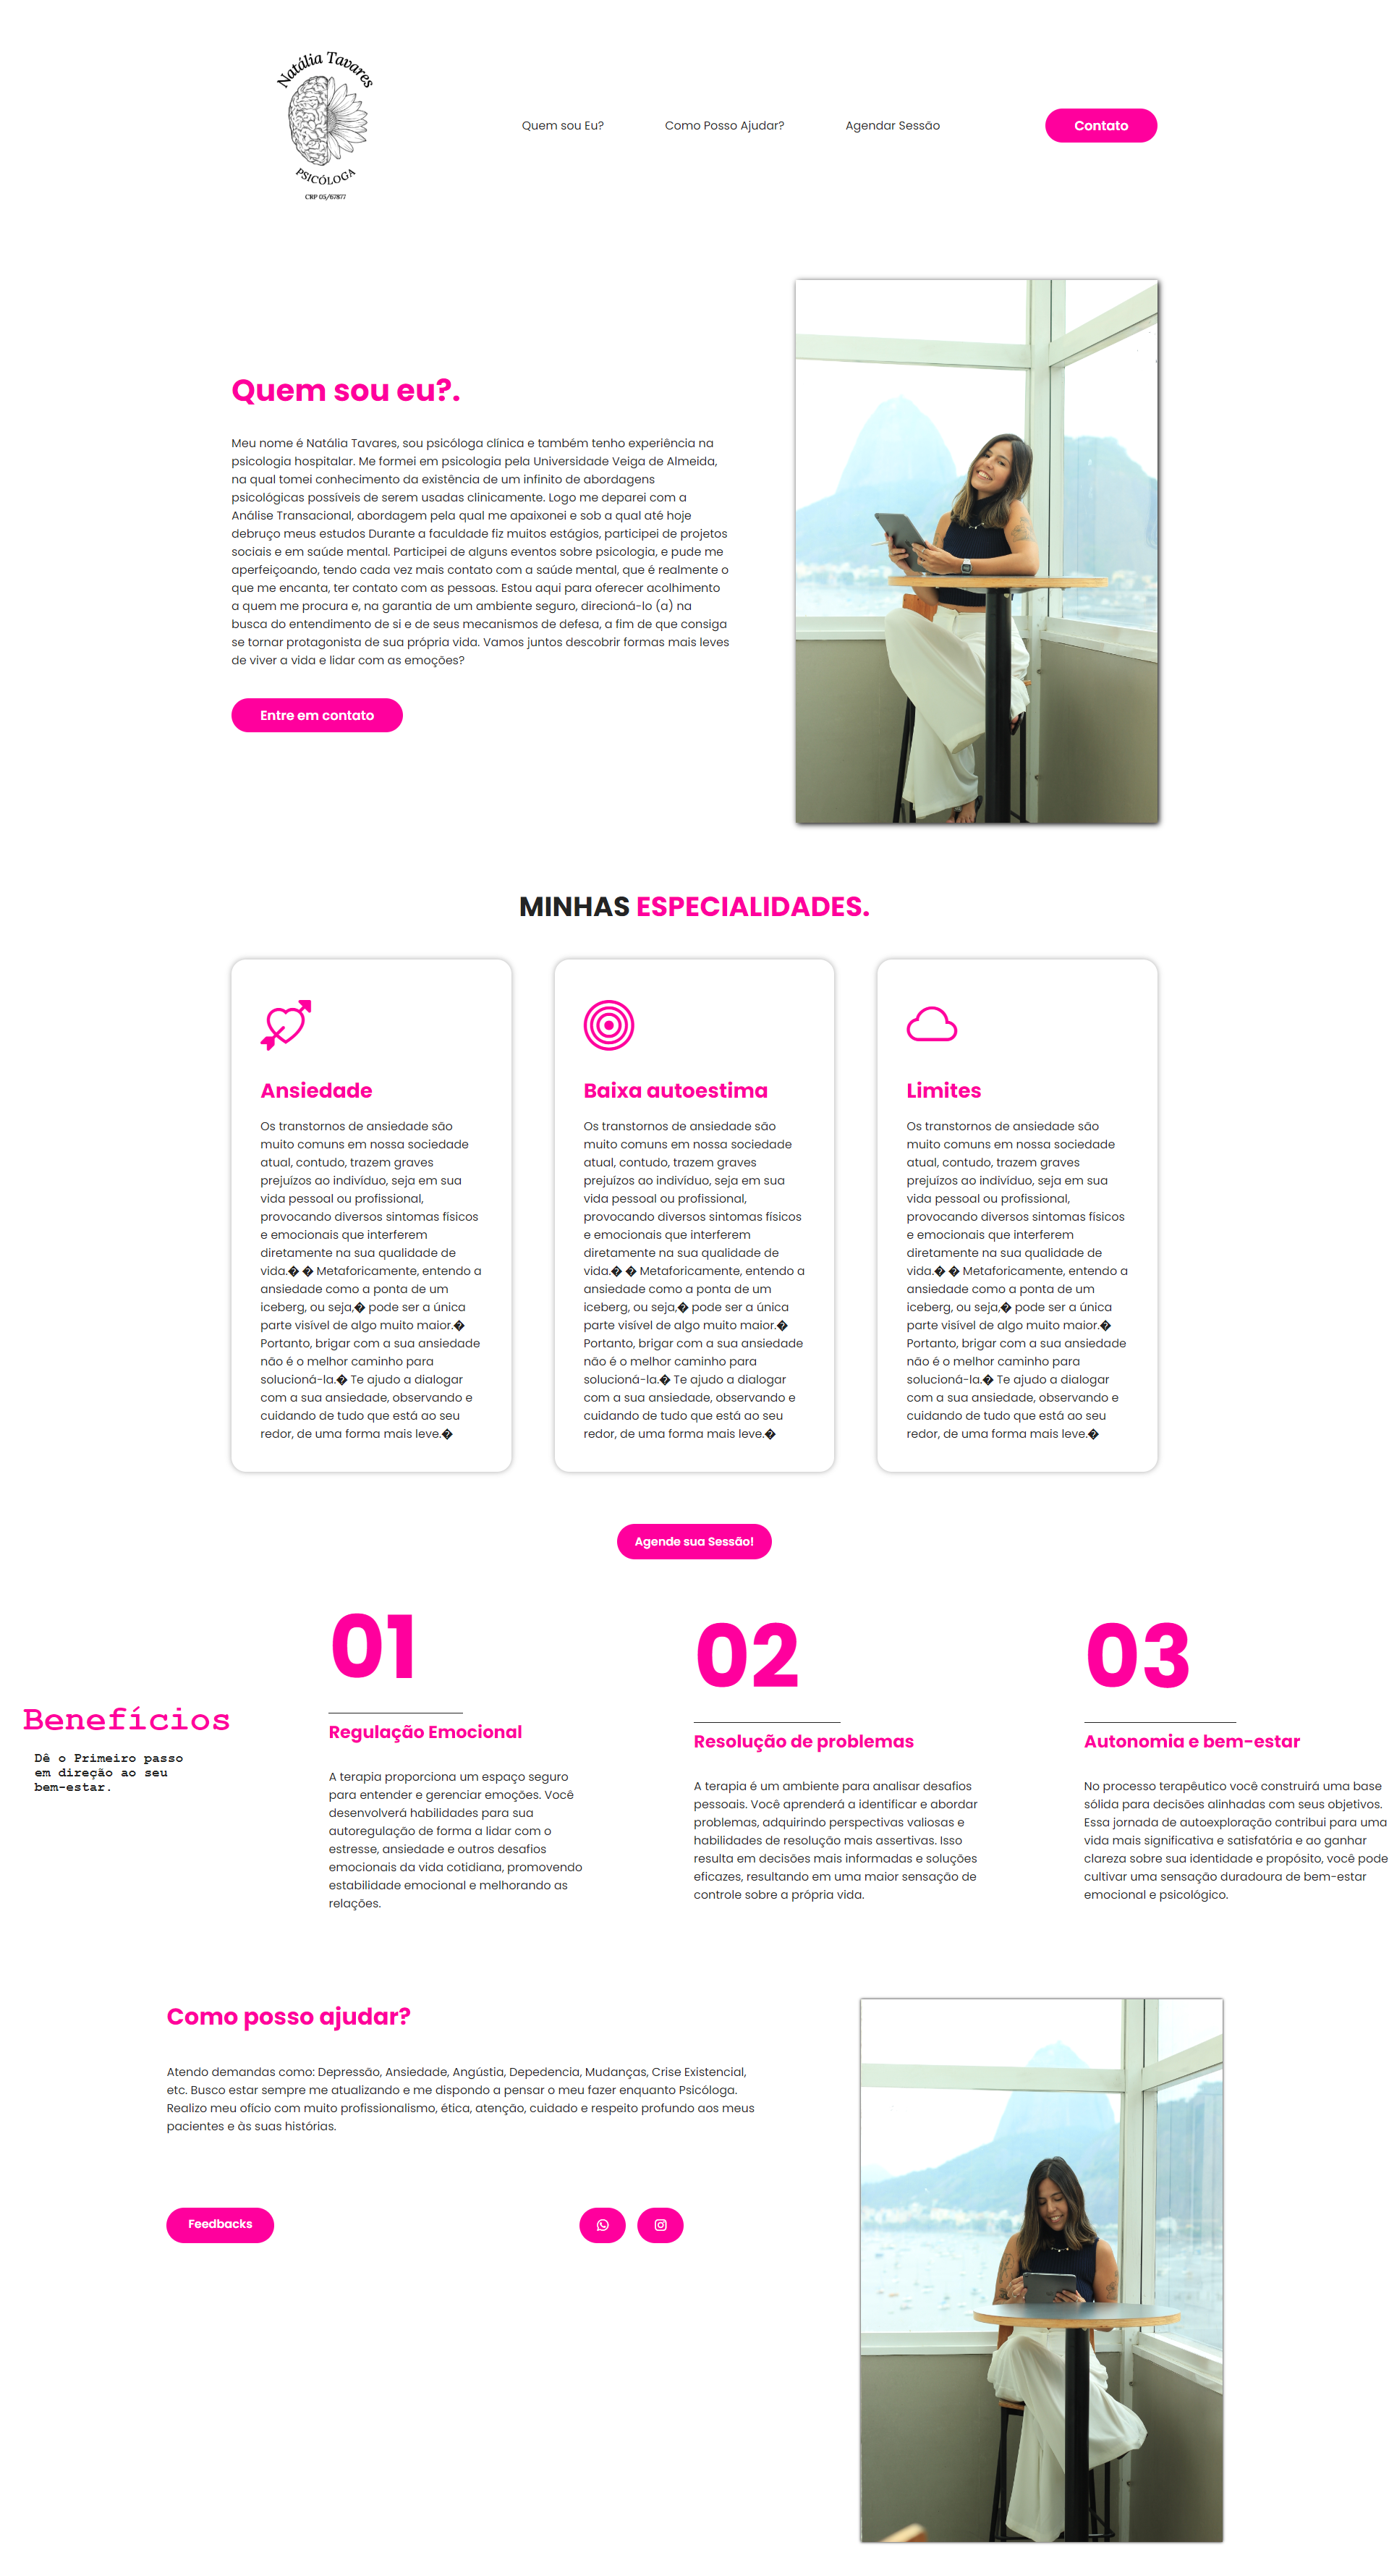 Natália Tavares
PSICÓLOGA
CRP 05/67877
Quem sou Eu?
Como Posso Ajudar?
Agendar Sessão
Contato
Quem sou eu?.
Meu nome é Natália Tavares, sou psicóloga clínica e também tenho experiência na
psicologia hospitalar. Me formei em psicologia pela Universidade Veiga de Almeida,
na qual tomei conhecimento da existência de um infinito de abordagens
psicológicas possíveis de serem usadas clinicamente. Logo me deparei com a
Análise Transacional, abordagem pela qual me apaixonei e sob a qual até hoje
debruço meus estudos Durante a faculdade fiz muitos estágios, participei de projetos
sociais e em saúde mental. Participei de alguns eventos sobre psicologia, e pude me
aperfeiçoando, tendo cada vez mais contato com a saúde mental, que é realmente o
que me encanta, ter contato com as pessoas. Estou aqui para oferecer acolhimento
a quem me procura e, na garantia de um ambiente seguro, direcioná-lo (a) na
busca do entendimento de si e de seus mecanismos de defesa, a fim de que consiga
se tornar protagonista de sua própria vida. Vamos juntos descobrir formas mais leves
de viver a vida e lidar com as emoções?
Entre em contato
MINHAS ESPECIALIDADES.
Ansiedade
Os transtornos de ansiedade são
muito comuns em nossa sociedade
atual, contudo, trazem graves
prejuízos ao indivíduo, seja em sua
vida pessoal ou profissional,
provocando diversos sintomas físicos
e emocionais que interferem
diretamente na sua qualidade de
vida.� � Metaforicamente, entendo a
ansiedade como a ponta de um
iceberg, ou seja,� pode ser a única
parte visível de algo muito maior.�
Portanto, brigar com a sua ansiedade
não é o melhor caminho para
solucioná-la.� Te ajudo a dialogar
com a sua ansiedade, observando e
cuidando de tudo que está ao seu
redor, de uma forma mais leve.�
Baixa autoestima
Os transtornos de ansiedade são
muito comuns em nossa sociedade
atual, contudo, trazem graves
prejuízos ao indivíduo, seja em sua
vida pessoal ou profissional,
provocando diversos sintomas físicos
e emocionais que interferem
diretamente na sua qualidade de
vida.� � Metaforicamente, entendo a
ansiedade como a ponta de um
iceberg, ou seja,� pode ser a única
parte visível de algo muito maior.�
Portanto, brigar com a sua ansiedade
não é o melhor caminho para
solucioná-la.� Te ajudo a dialogar
com a sua ansiedade, observando e
cuidando de tudo que está ao seu
redor, de uma forma mais leve.�
Limites
Os transtornos de ansiedade são
muito comuns em nossa sociedade
atual, contudo, trazem graves
prejuízos ao indivíduo, seja em sua
vida pessoal ou profissional,
provocando diversos sintomas físicos
e emocionais que interferem
diretamente na sua qualidade de
vida.� � Metaforicamente, entendo a
ansiedade como a ponta de um
iceberg, ou seja,� pode ser a única
parte visível de algo muito maior.�
Portanto, brigar com a sua ansiedade
não é o melhor caminho para
solucioná-la.� Te ajudo a dialogar
com a sua ansiedade, observando e
cuidando de tudo que está ao seu
redor, de uma forma mais leve.�
Agende sua Sessão!
Benefícios
Dê o Primeiro passo
em direção ao seu
bem-estar.
01
Regulação Emocional
A terapia proporciona um espaço seguro
para entender e gerenciar emoções. Você
desenvolverá habilidades para sua
autoregulação de forma a lidar com o
estresse, ansiedade e outros desafios
emocionais da vida cotidiana, promovendo
estabilidade emocional e melhorando as
relações.
02
Resolução de problemas
A terapia é um ambiente para analisar desafios
pessoais. Você aprenderá a identificar e abordar
problemas, adquirindo perspectivas valiosas e
habilidades de resolução mais assertivas. Isso
resulta em decisões mais informadas e soluções
eficazes, resultando em uma maior sensação de
controle sobre a própria vida.
03
Autonomia e bem-estar
No processo terapêutico você construirá uma base
sólida para decisões alinhadas com seus objetivos.
Essa jornada de autoexploração contribui para uma
vida mais significativa e satisfatória e ao ganhar
clareza sobre sua identidade e propósito, você pode
cultivar uma sensação duradoura de bem-estar
emocional e psicológico.
Como posso ajudar?
Atendo demandas como: Depressão, Ansiedade, Angústia, Depedencia, Mudanças, Crise Existencial,
etc. Busco estar sempre me atualizando e me dispondo a pensar o meu fazer enquanto Psicóloga.
Realizo meu ofício com muito profissionalismo, ética, atenção, cuidado e respeito profundo aos meus
pacientes e às suas histórias.
Feedbacks